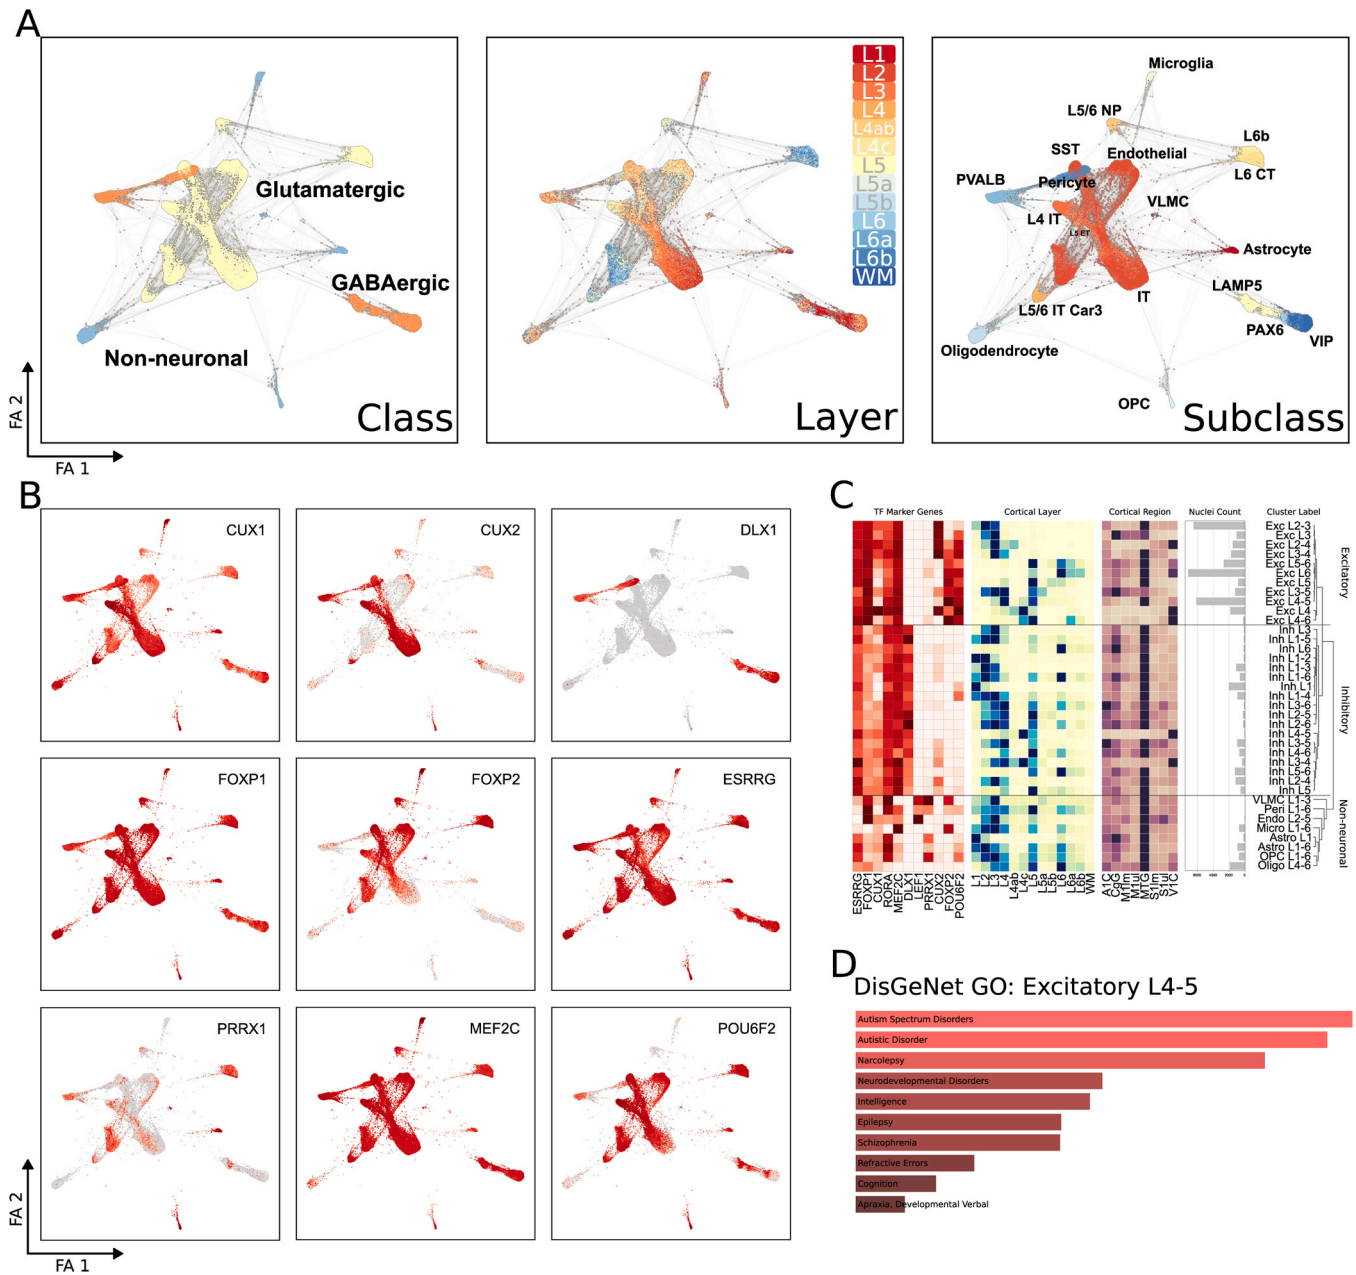 A
Glutamatergic
GABAergic
Non-neuronal
Class
L1
L2
L3
L4
L4ab
L4c
L5
L5a
L5b
L6
L6a
L6b
WM
Layer
Microglia
L5/6 NP
L6b
SST
Endothelial
PVALB
Pericyte
L6 CT
VLMC
L4 IT
L5 ET
Astrocyte
LAMP5
IT
L5/6 IT Car3
PAX6
Oligodendrocyte
VIP
OPC
Subclass
FA 2
FA 1
B
CUX1
CUX2
DLX1
FOXP1
FOXP2
ESRRG
PRRX1
MEF2C
POU6F2
FA 2
FA 1
C
TF Marker Genes Cortical Layer Cortical Region Nuclei Count Cluster Label
Exc L2-3
Exc L3
Exc L2-4
Exc L3-4
Exc L5-6
Exc L6
Exc L5
Exc L3-5
Exc L4-5
Exc L4
Exc L4-6
Inh L3
Inh L1-5
Inh L6
Inh L1-2
Inh L1-3
Inh L1-6
Inh L1
Inh L1-4
Inh L3-6
Inh L2-5
Inh L2-6
Inh L4-5
Inh L3-5
Inh L4-6
Inh L3-4
Inh L5-6
Inh L2-4
Inh L5
VLMC L1-3
Peri L1-6
Endo L2-5
Micro L1-6
Astro L1
Astro L1-6
OPC L1-6
Oligo L4-6
Excitatory
Inhibitory
Non-neuronal
ESRRG
FOXP1
CUX1
RORA
MEF2C
DLX1
LEF1
PRRX1
CUX2
FOXP2
POU6F2
L1
L2
L3
L4
L4ab
L4c
L5
L5a
L5b
L6
L6a
L6b
WM
A1C
CgG
M1lm
M1ul
MTG
S1lm
S1ul
V1C
D
DisGeNet GO: Excitatory L4-5
Autism Spectrum Disorders
Autistic Disorder
Narcolepsy
Neurodevelopmental Disorders
Intelligence
Epilepsy
Schizophrenia
Refractive Errors
Cognition
Apraxia, Developmental Verbal